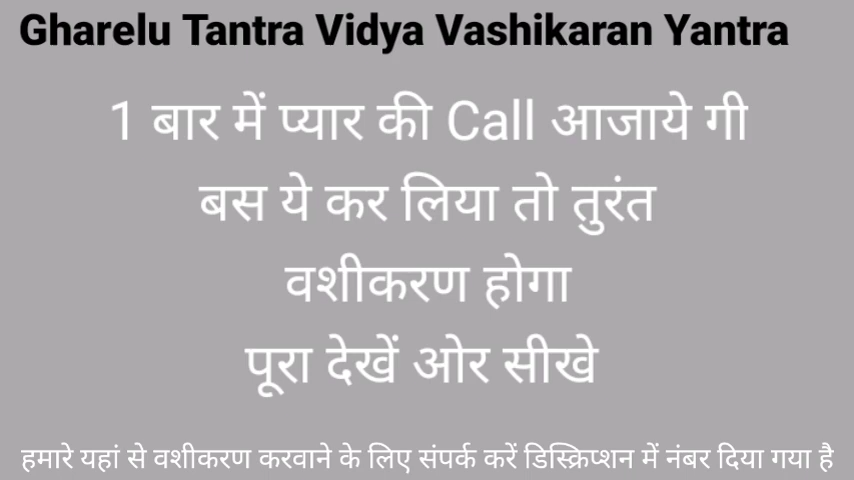 Gharelu Tantra Vidya Vashikaran Yantra
1 बार में प्यार की Call आजाये गी
बस ये कर लिया तो तुरंत
वशीकरण होगा
पूरा देखें ओर सीखे
हमारे यहां से वशीकरण करवाने के लिए संपर्क करें डिस्क्रिप्शन में नंबर दिया गया है